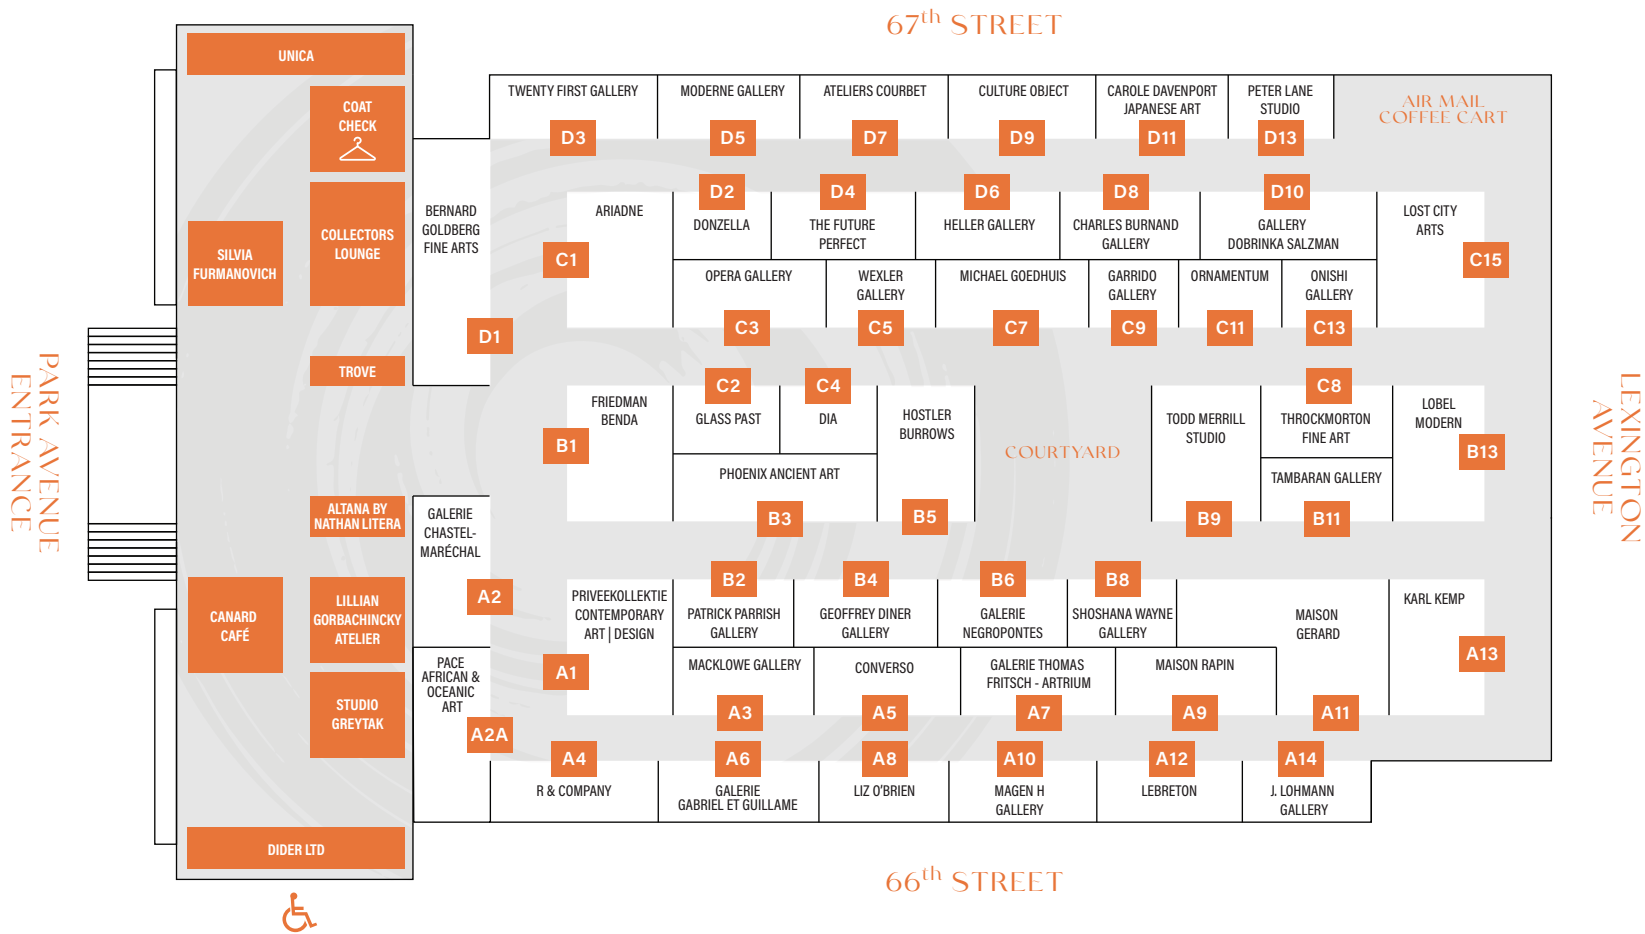 67th STREET
UNICA
COAT
CHECK
COLLECTORS
LOUNGE
SILVIA
FURMANOVICH
TROVE
PARK AVENUE
ENTRANCE
ALTANA BY
NATHAN LITERA
CANARD
CAFÉ
LILLIAN
GORBACHINCKY
ATELIER
STUDIO
GREYTAK
DIDER LTD
BERNARD
GOLDBERG
FINE ARTS
D1
GALERIE
CHASTEL-
MARÉCHAL
A2
PACE
AFRICAN &
OCEANIC
ART
A2A
TWENTY FIRST GALLERY
D3
MODERNE GALLERY
D5
ATELIERS COURBET
D7
CULTURE OBJECT
D9
CAROLE DAVENPORT
JAPANESE ART
D11
PETER LANE
STUDIO
D13
AIR MAIL
COFFEE CART
ARIADNE
C1
D2
DONZELLA
D4
THE FUTURE
PERFECT
D6
HELLER GALLERY
D8
CHARLES BURNAND
GALLERY
D10
GALLERY
DOBRINKA SALZMAN
LOST CITY
ARTS
C15
OPERA GALLERY
C3
WEXLER
GALLERY
C5
MICHAEL GOEDHUIS
C7
GARRIDO
GALLERY
C9
ORNAMENTUM
C11
ONISHI
GALLERY
C13
FRIEDMAN
BENDA
B1
C2
GLASS PAST
C4
DIA
HOSTLER
BURROWS
B5
PHOENIX ANCIENT ART
B3
COURTYARD
TODD MERRILL
STUDIO
B9
C8
THROCKMORTON
FINE ART
TAMBARAN GALLERY
B11
LOBEL
MODERN
B13
LEXINGTON
AVENUE
PRIVEEKOLLEKTIE
CONTEMPORARY
ART | DESIGN
A1
B2
PATRICK PARRISH
GALLERY
B4
GEOFFREY DINER
GALLERY
B6
GALERIE
NEGROPONTES
B8
SHOSHANA WAYNE
GALLERY
MAISON
GERARD
A11
KARL KEMP
A13
MACKLOWE GALLERY
A3
CONVERSO
A5
GALERIE THOMAS
FRITSCH - ARTRIUM
A7
MAISON RAPIN
A9
A4
R & COMPANY
A6
GALERIE
GABRIEL ET GUILLAME
A8
LIZ O'BRIEN
A10
MAGEN H
GALLERY
A12
LEBRETON
A14
J. LOHMANN
GALLERY
66th STREET